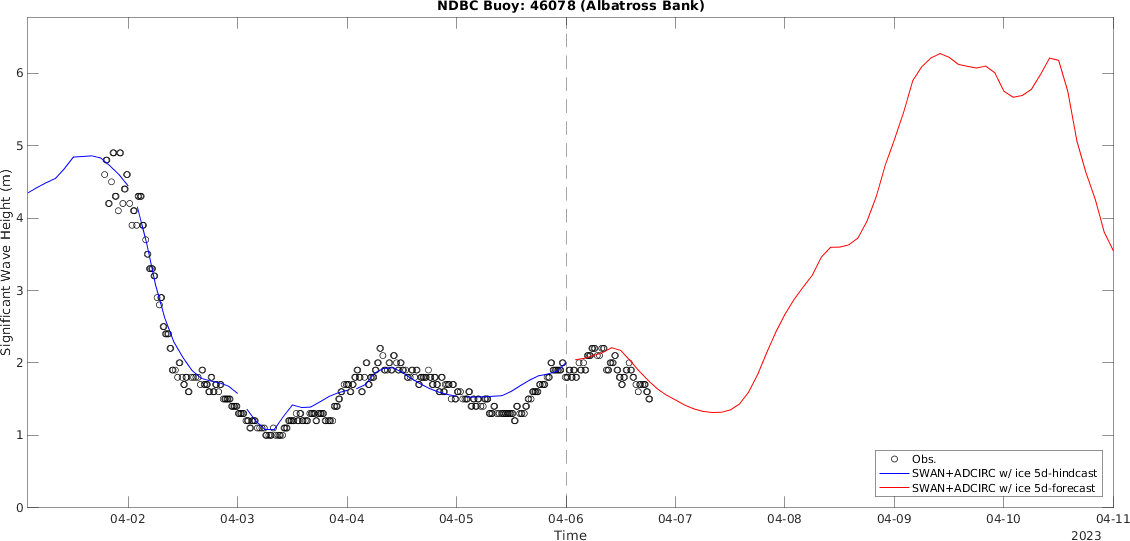 NDBC Buoy: 46078 (Albatross Bank)
Significant Wave Height (m)
6
5
4
3
2
1
0
Obs.
SWAN+ADCIRC w/ ice 5d-hindcast
SWAN+ADCIRC w/ ice 5d-forecast
04-02 04-03 04-04 04-05 04-06 04-07 04-08 04-09 04-10 04-11
Time
2023